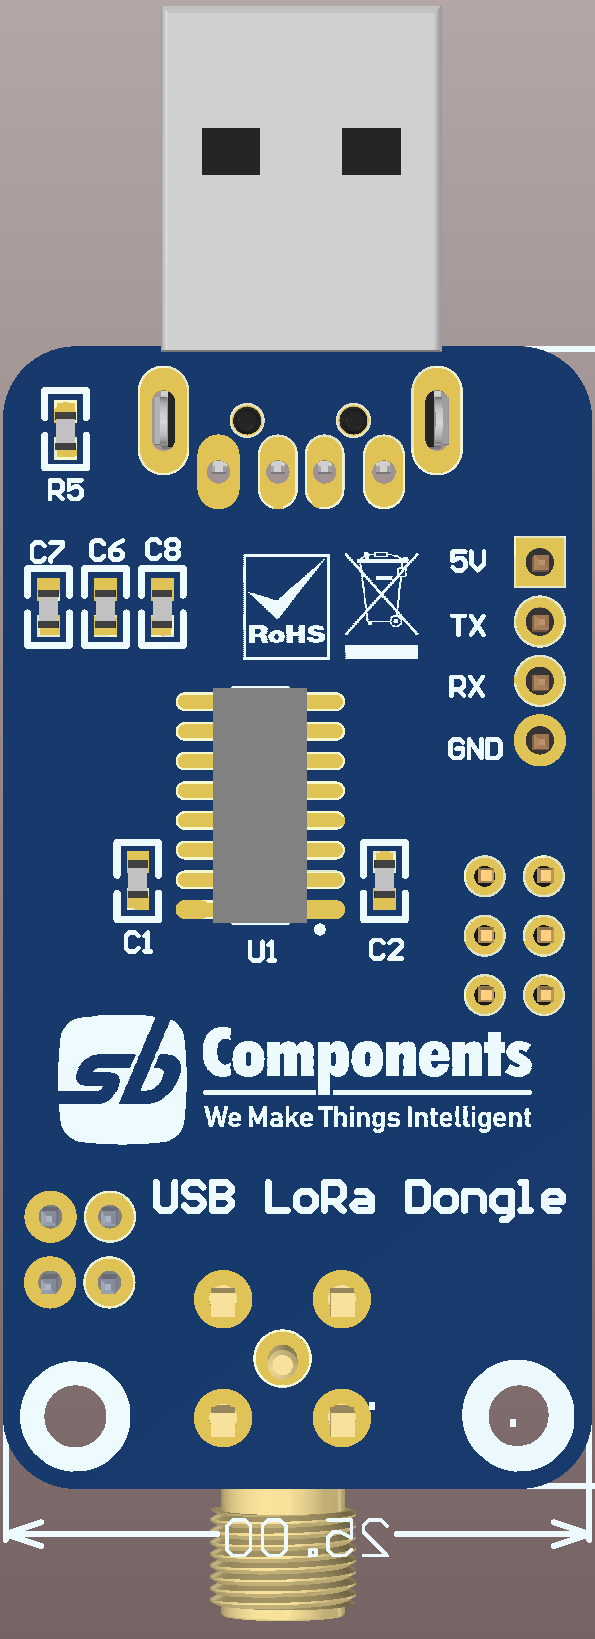 R5
C7 C6 C8
RoHS
5V
TX
RX
GND
C1
U1
C2
sb
Components
We Make Things Intelligent
USB LoRa Dongle
25.00